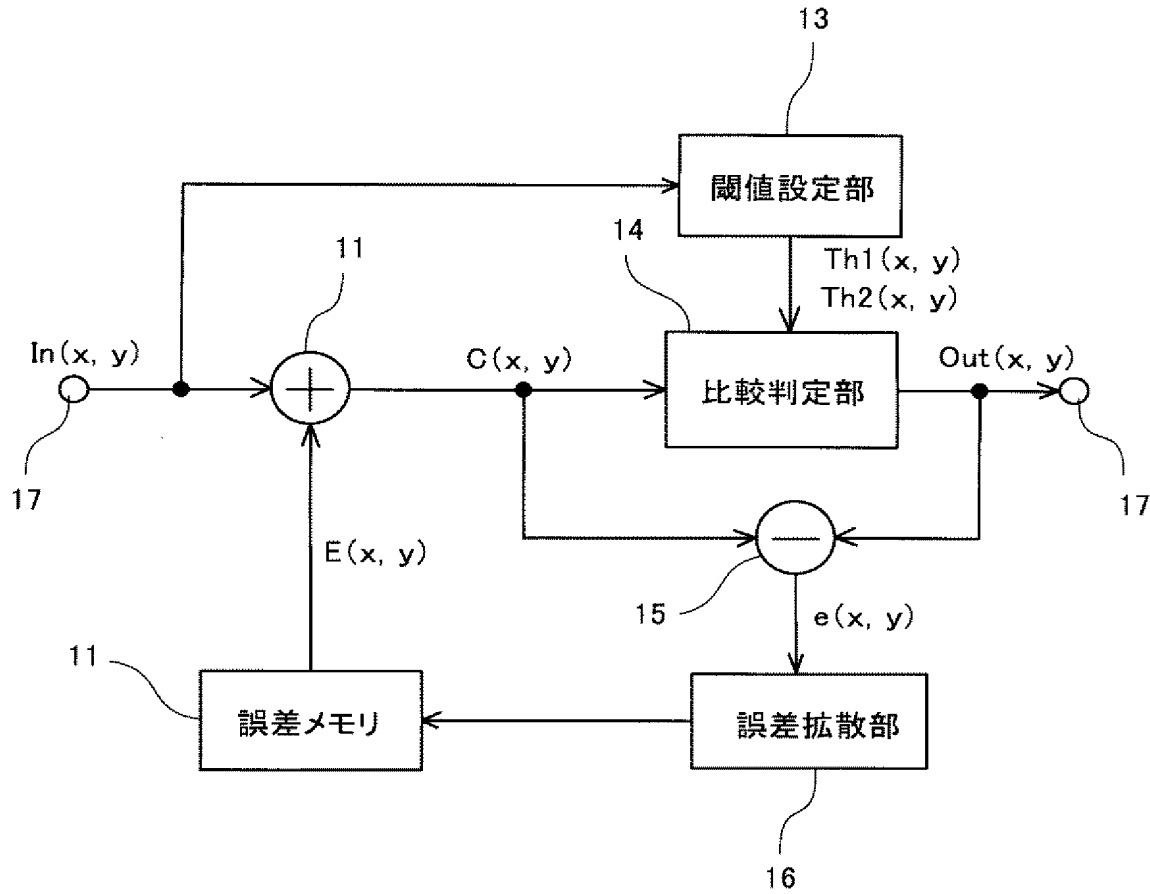 13
閾値設定部
11
14
Th1(x, y)
Th2(x, y)
In(x, y)
C(x, y)
Out(x, y)
比較判定部
17
17
E(x, y)
15
e(x, y)
11
誤差メモリ
誤差拡散部
16